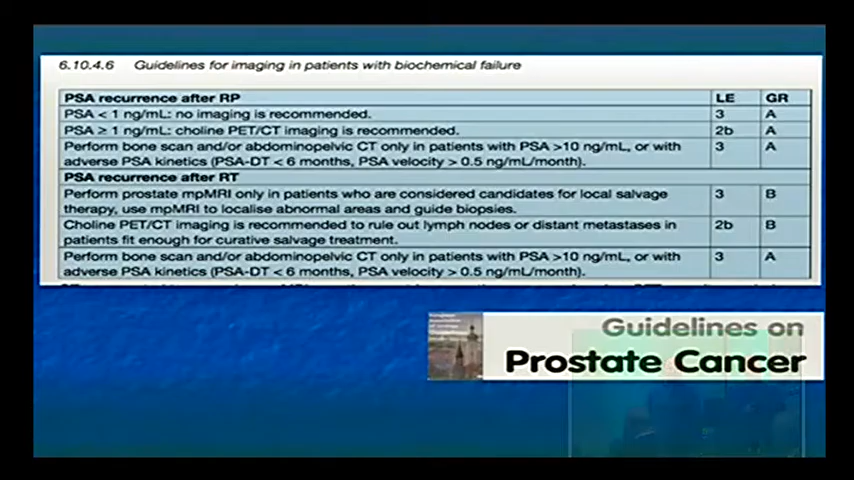 6.10.4.6 Guidelines for imaging in patients with biochemical failure
PSA recurrence after RP LE GR
PSA < 1 ng/mL: no imaging is recommended. 3 A
PSA ≥ 1 ng/mL: choline PET/CT imaging is recommended. 2b A
Perform bone scan and/or abdominopelvic CT only in patients with PSA >10 ng/mL, or with 3 A
adverse PSA kinetics (PSA-DT < 6 months, PSA velocity > 0.5 ng/mL/month).
PSA recurrence after RT
Perform prostate mpMRI only in patients who are considered candidates for local salvage 3 B
therapy, use mpMRI to localise abnormal areas and guide biopsies.
Choline PET/CT imaging is recommended to rule out lymph nodes or distant metastases in 2b B
patients fit enough for curative salvage treatment.
Perform bone scan and/or abdominopelvic CT only in patients with PSA >10 ng/mL, or with 3 A
adverse PSA kinetics (PSA-DT < 6 months, PSA velocity > 0.5 ng/mL/month).
Guidelines on
Prostate Cancer